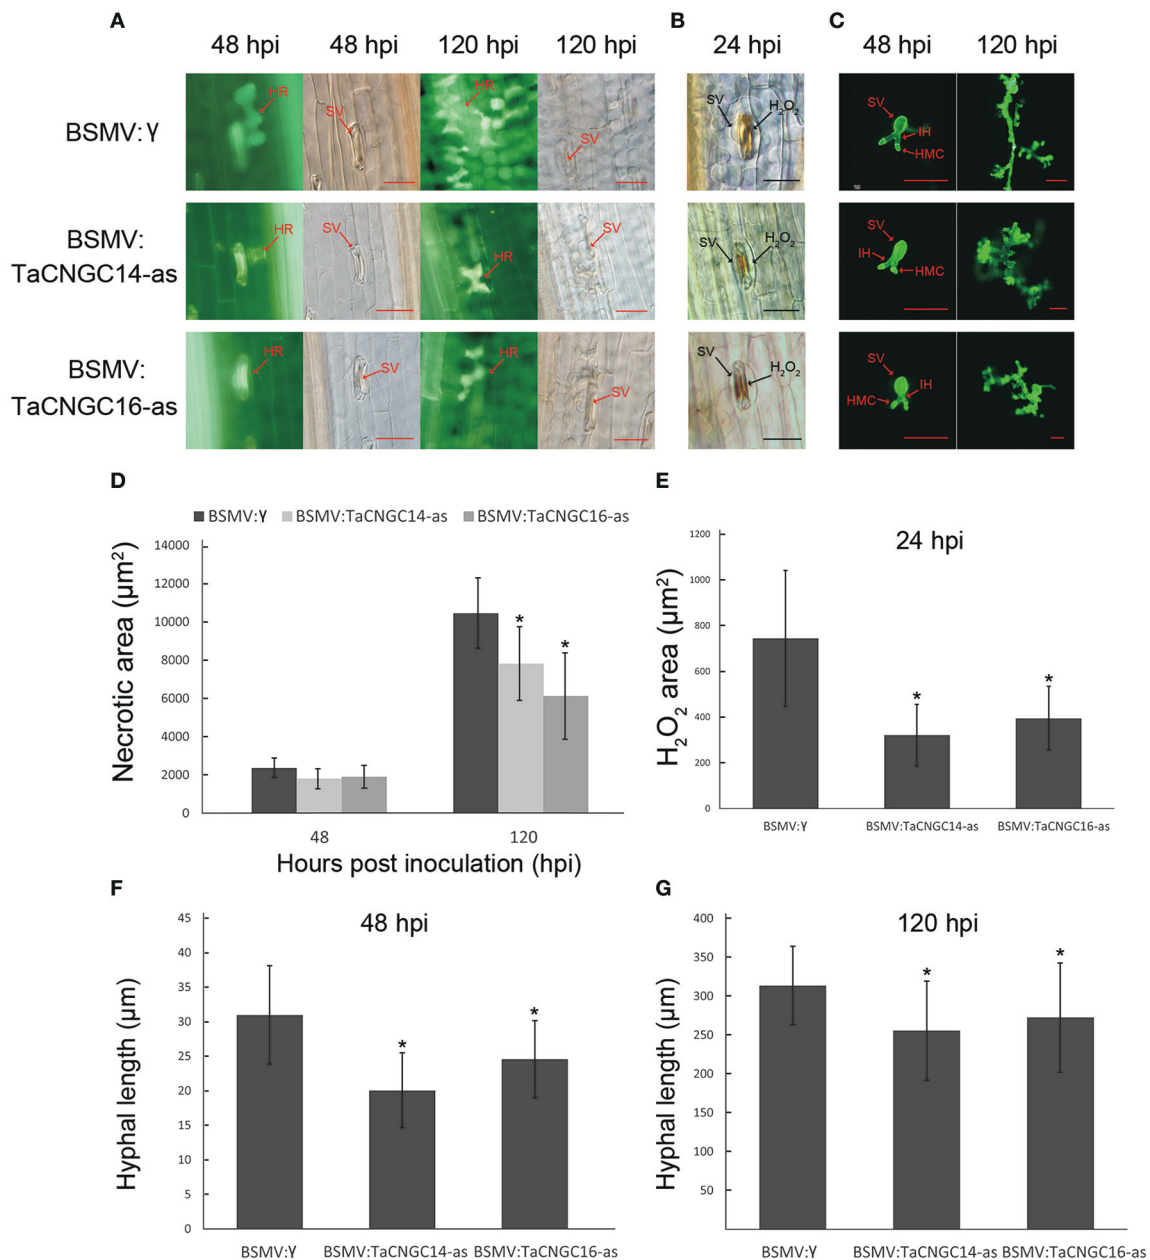 A
B
C
48 hpi 48 hpi 120 hpi 120 hpi 24 hpi 48 hpi 120 hpi
BSMV:γ
HR
SV
HR
SV
SV
H₂O₂
SV
IH
HMC
BSMV:
TaCNGC14-as
HR
SV
HR
SV
SV
H₂O₂
SV
IH
HMC
BSMV:
TaCNGC16-as
HR
SV
HR
SV
SV
H₂O₂
SV
IH
HMC
D
BSMV:γ BSMV:TaCNGC14-as BSMV:TaCNGC16-as
Necrotic area (µm²)
14000
12000
10000
8000
6000
4000
2000
0
* *
48 120
Hours post inoculation (hpi)
E
24 hpi
H₂O₂ area (µm²)
1200
1000
800
600
400
200
0
* *
BSMV:γ BSMV:TaCNGC14-as BSMV:TaCNGC16-as
F
48 hpi
Hyphal length (µm)
45
40
35
30
25
20
15
10
5
0
* *
BSMV:γ BSMV:TaCNGC14-as BSMV:TaCNGC16-as
G
120 hpi
Hyphal length (µm)
400
350
300
250
200
150
100
50
* *
BSMV:γ BSMV:TaCNGC14-as BSMV:TaCNGC16-as